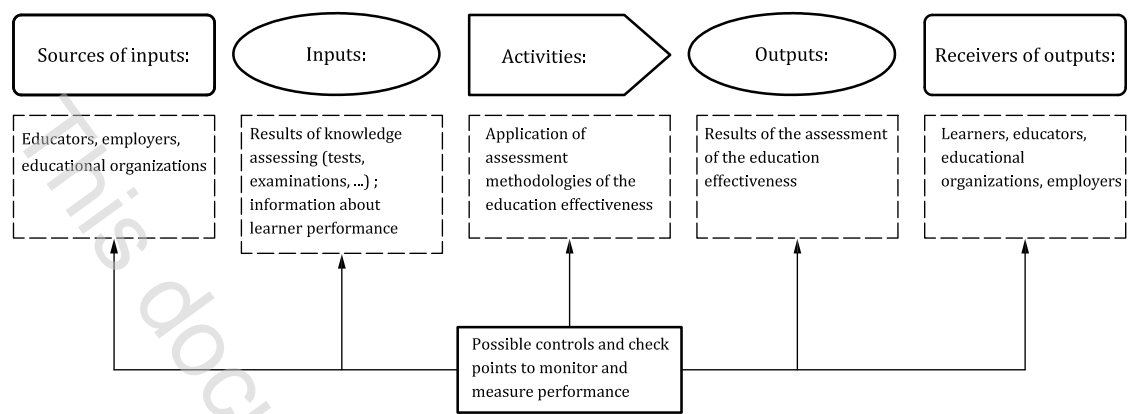 Sources of inputs:
Inputs:
Activities:
Outputs:
Receivers of outputs:
Educators, employers,
educational organizations
Results of knowledge
assessing (tests,
examinations, ...) ;
information about
learner performance
Application of
assessment
methodologies of the
education effectiveness
Results of the assessment
of the education
effectiveness
Learners, educators,
educational
organizations, employers
Possible controls and check
points to monitor and
measure performance
This docu